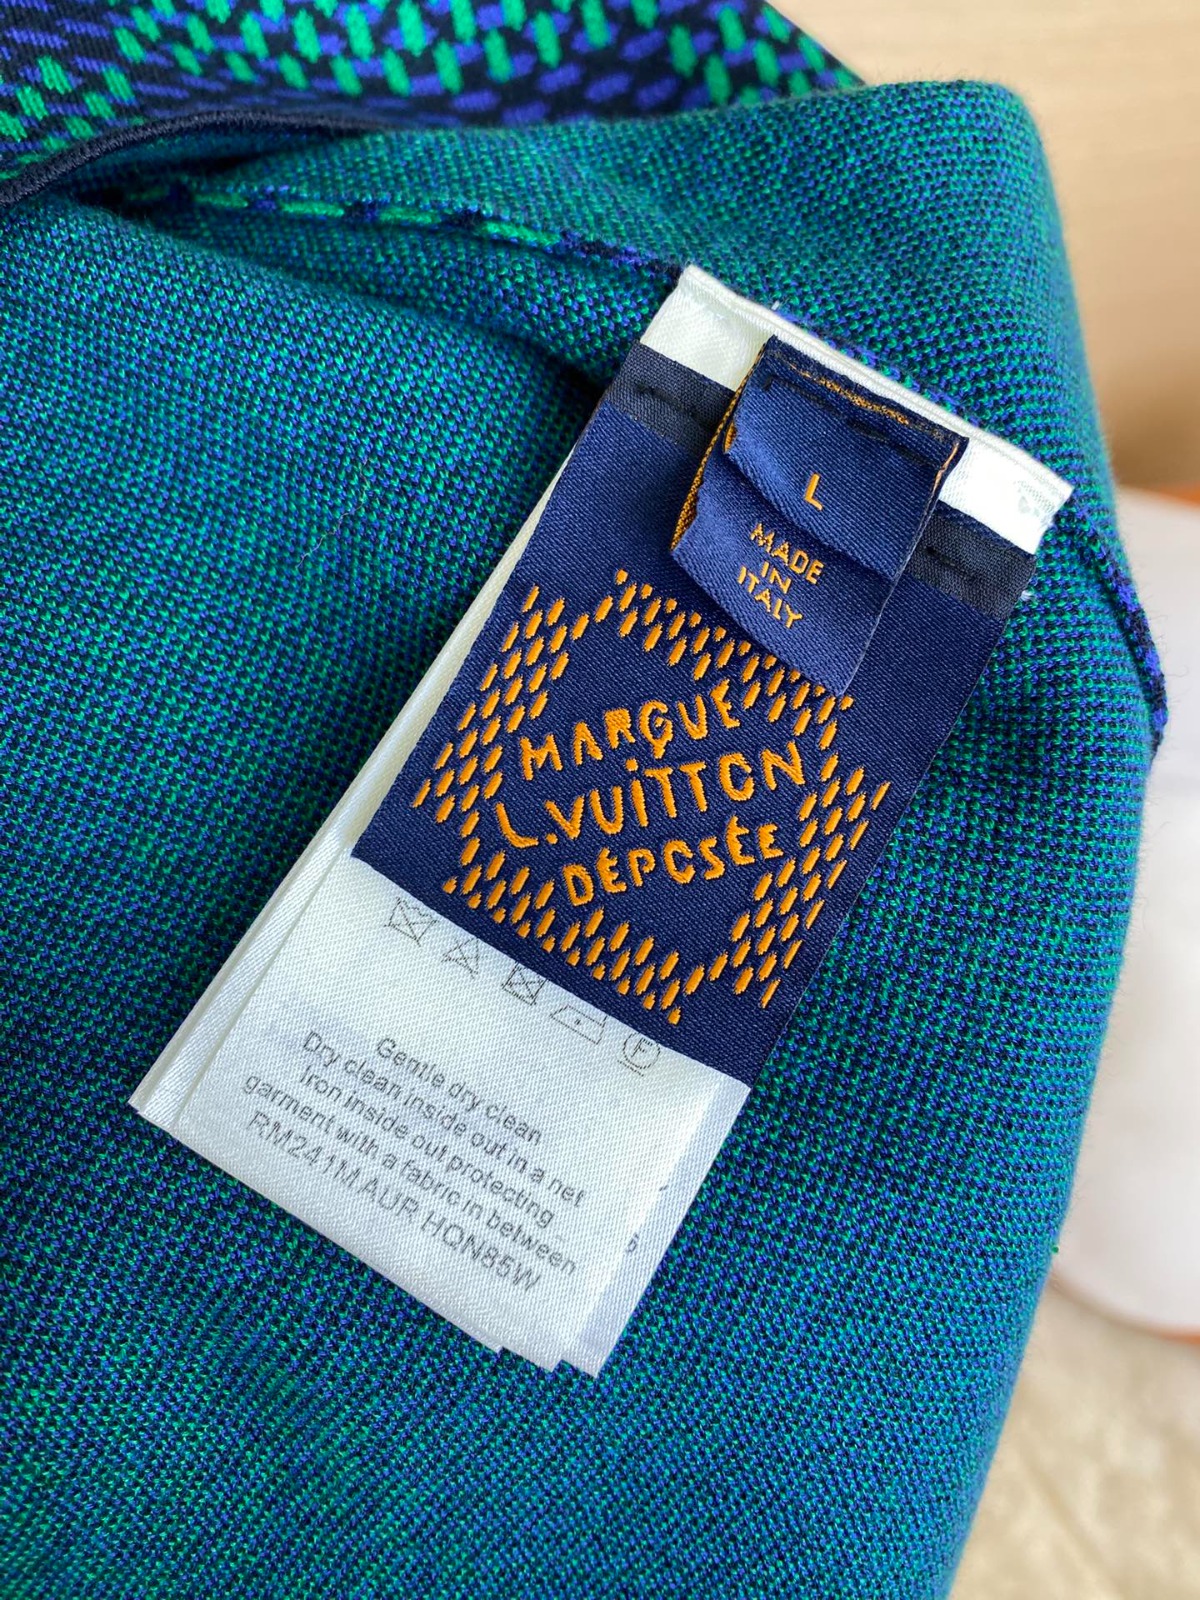 L
MADE
IN
ITALY
MARQUE
L.VUITTON
DÉPOSÉE
F
Gentle dry clean
Dry clean inside out in a net
Iron inside out protecting
garment with a fabric in between
RM241M AUR HQN85W